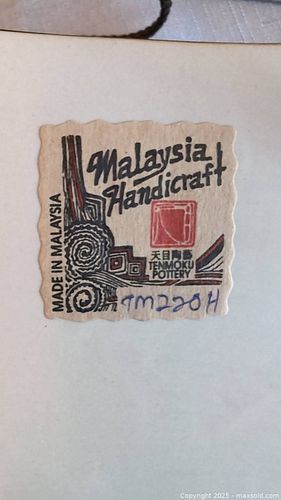 Malaysia
Handicraft
MADE IN MALAYSIA
天目陶藝
TENMOKU
POTTERY
TM220H
Copyright 2025 - maxsold.com